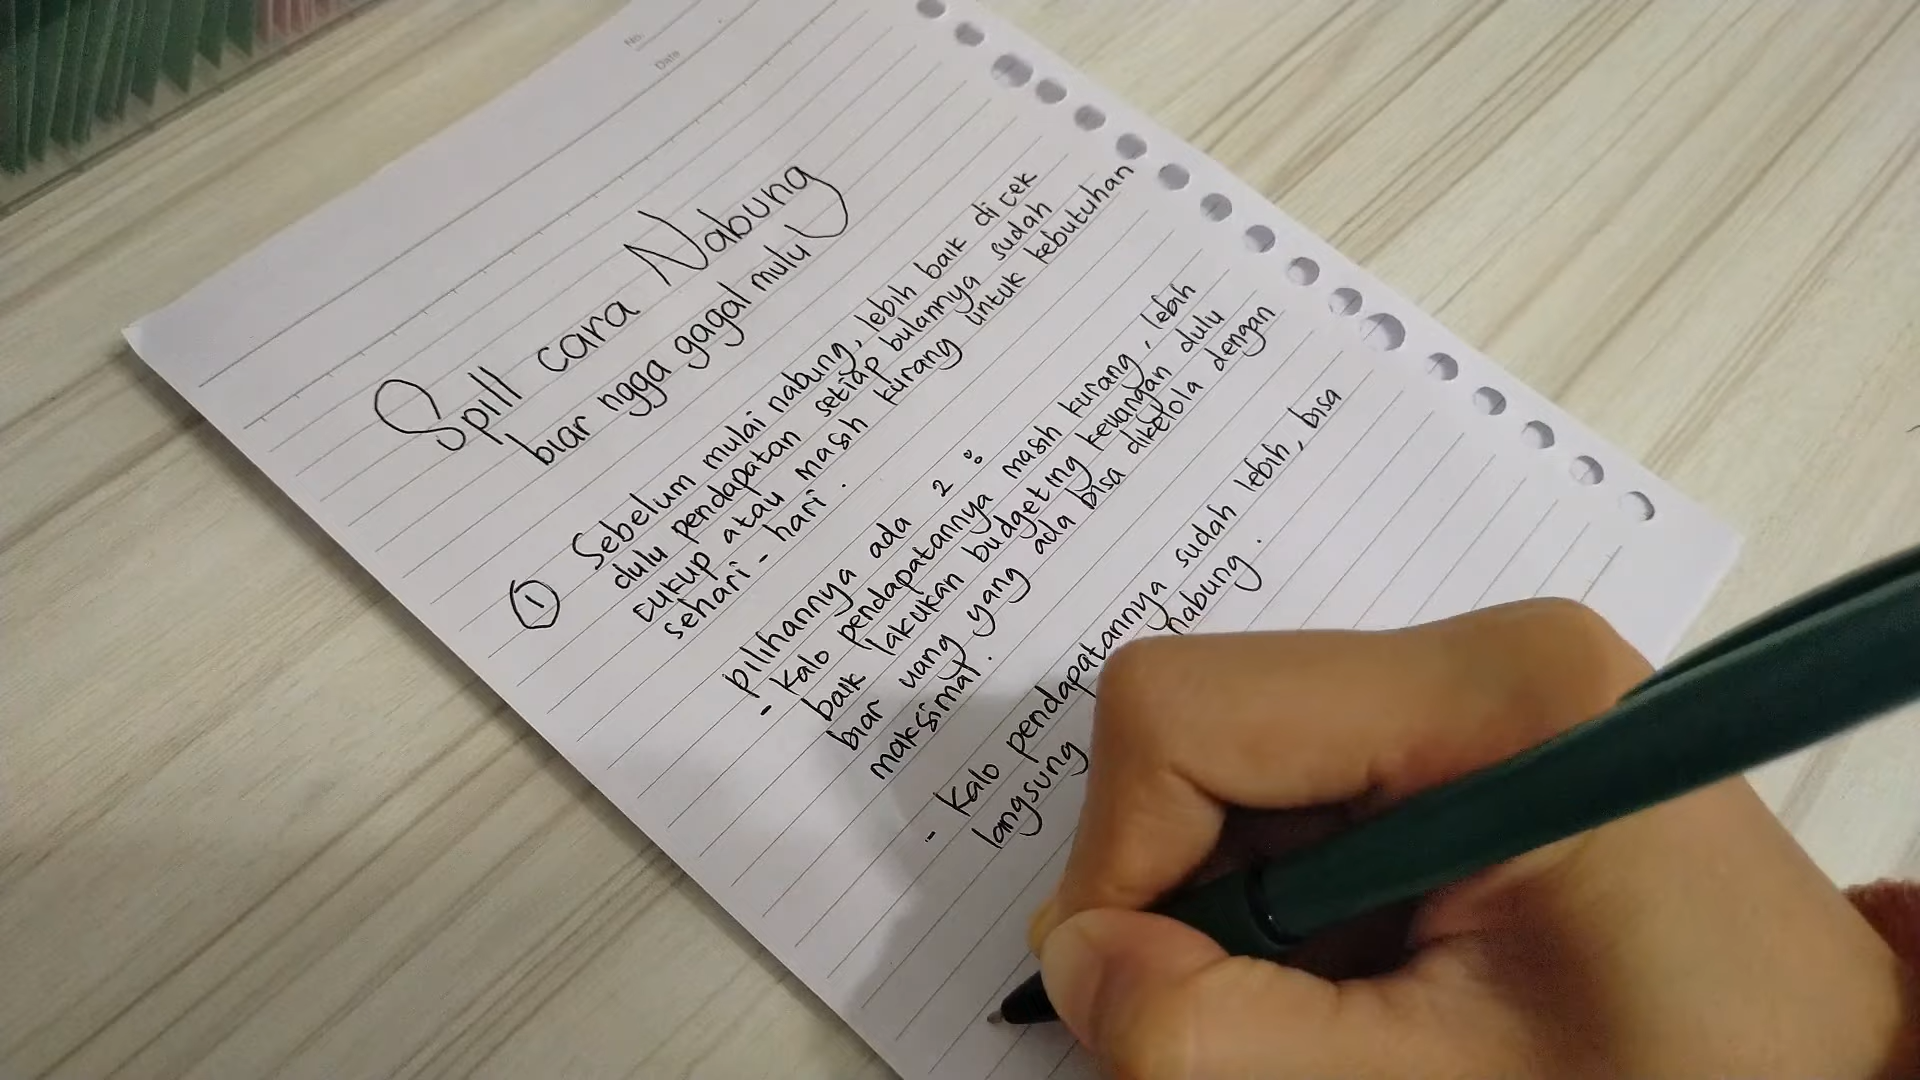 No.
Date
Spill cara Nabung
biar ngga gagal mulu
1 Sebelum mulai nabung, lebih baik di cek
dulu pendapatan setiap bulannya sudah
cukup atau masih kurang untuk kebutuhan
sehari - hari.
pilihannya ada 2 :
- Kalo pendapatannya masih kurang, lebih
baik lakukan budgeting keuangan dulu
biar uang yang ada bisa dikelola dengan
maksimal.
- Kalo pendapatannya sudah lebih, bisa
langsung nabung.